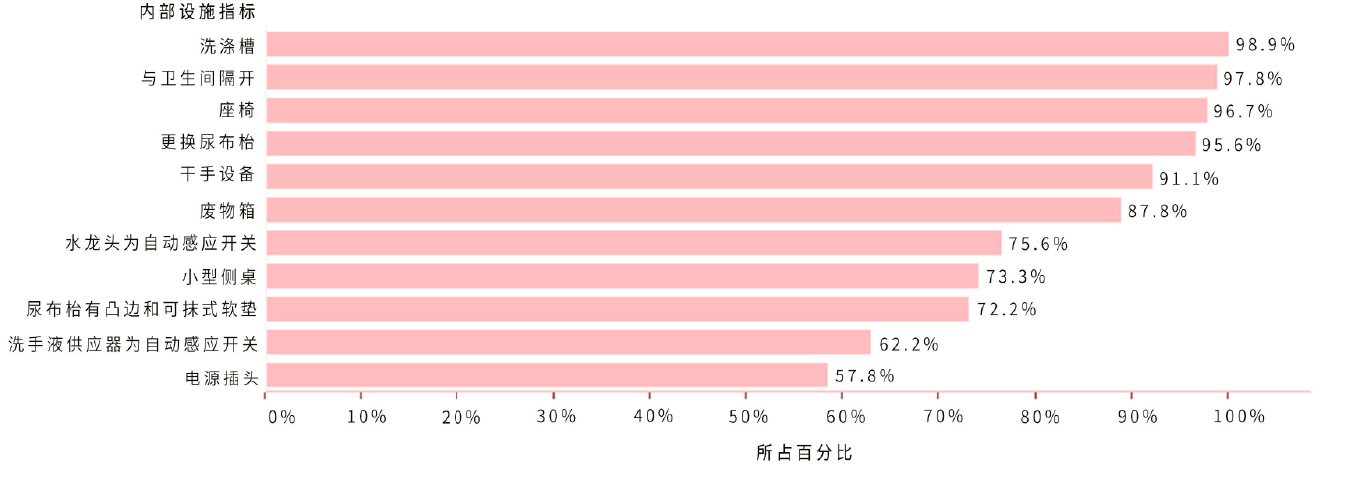 内部设施指标
洗涤槽 98.9%
与卫生间隔开 97.8%
座椅 96.7%
更换尿布枱 95.6%
干手设备 91.1%
废物箱 87.8%
水龙头为自动感应开关 75.6%
小型侧桌 73.3%
尿布枱有凸边和可抹式软垫 72.2%
洗手液供应器为自动感应开关 62.2%
电源插头 57.8%
0% 10% 20% 30% 40% 50% 60% 70% 80% 90% 100%
所占百分比